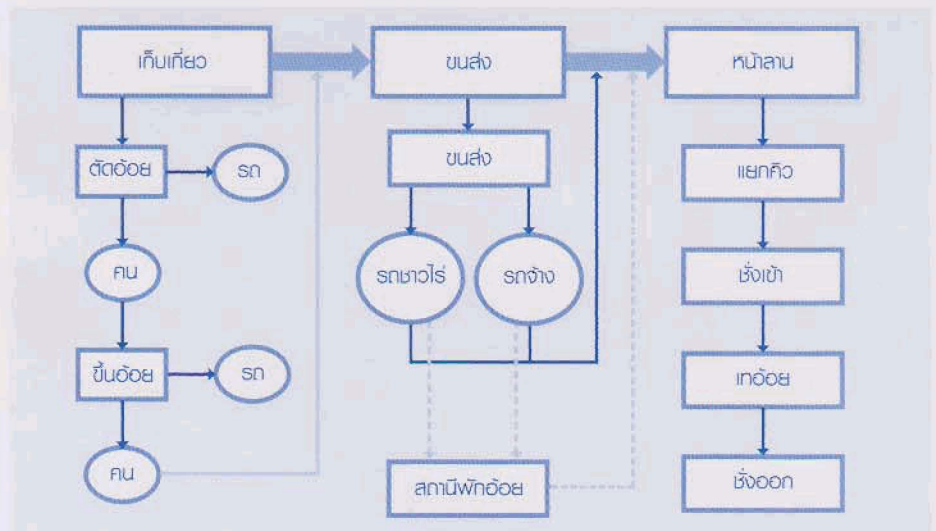 เก็บเกี่ยว
ขนส่ง
หน้าลาน
ตัดอ้อย
รถ
คน
ขึ้นอ้อย
รถ
คน
ขนส่ง
รถชาวไร่
รถจ้าง
สถานีพักอ้อย
แยกคิว
ชั่งเข้า
เทอ้อย
ชั่งออก